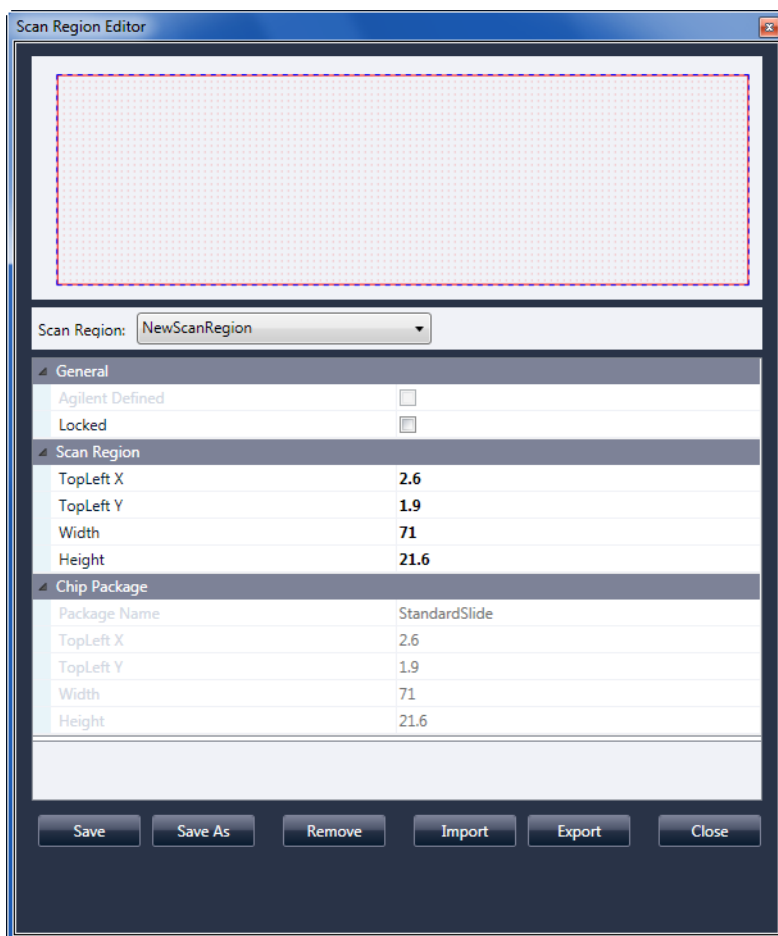 Scan Region Editor
Scan Region: NewScanRegion
General
Agilent Defined
Locked
Scan Region
TopLeft X 2.6
TopLeft Y 1.9
Width 71
Height 21.6
Chip Package
Package Name StandardSlide
TopLeft X 2.6
TopLeft Y 1.9
Width 71
Height 21.6
Save Save As Remove Import Export Close